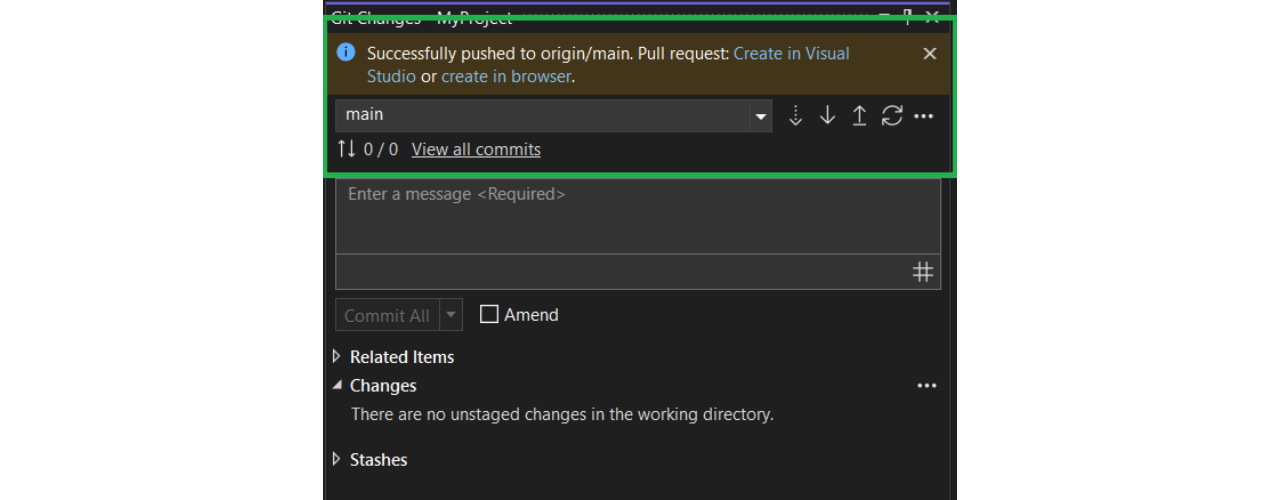 Git Changes - MyProject
Successfully pushed to origin/main. Pull request: Create in Visual
Studio or create in browser.
main
0 / 0 View all commits
Enter a message <Required>
Commit All
Amend
Related Items
Changes
There are no unstaged changes in the working directory.
Stashes